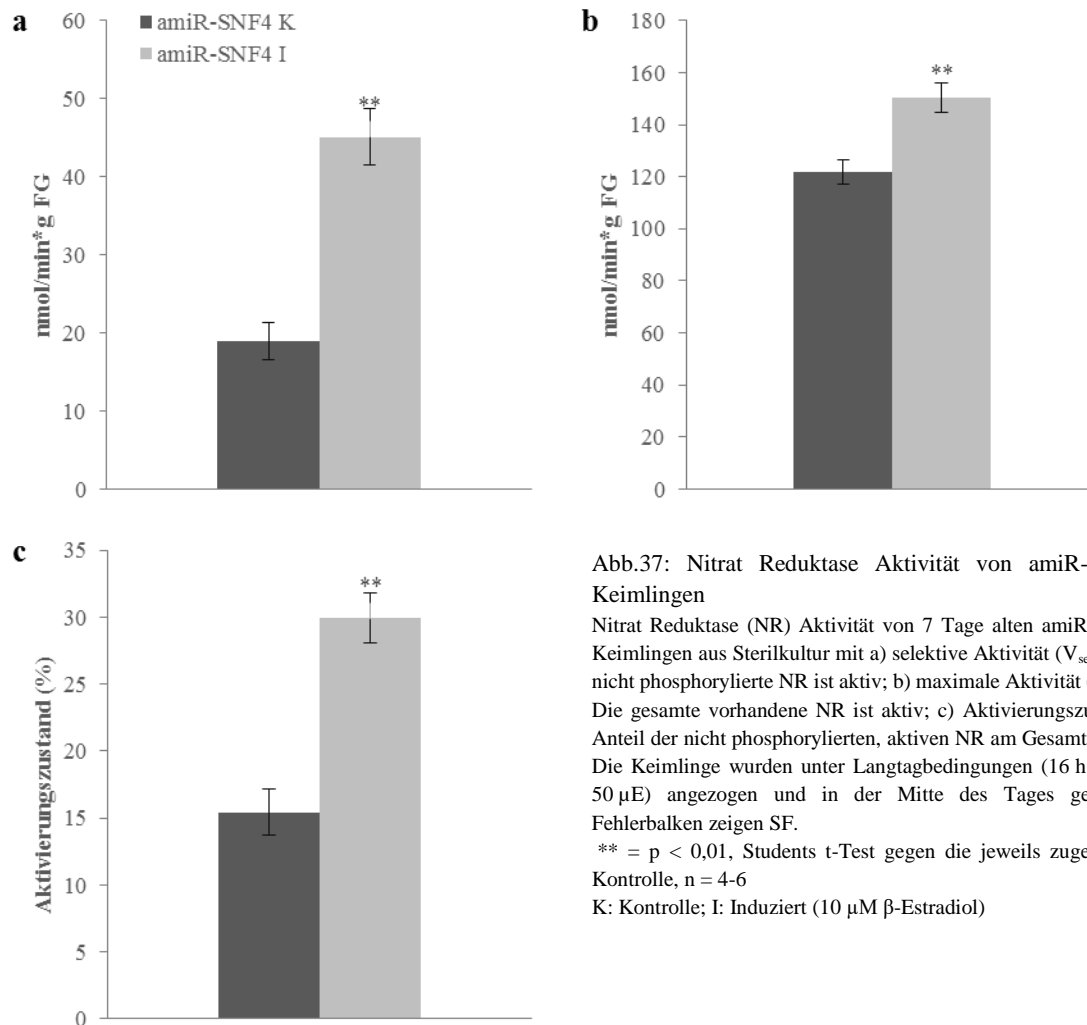 a
60
50
40
30
20
10
0
nmol/min*g FG
amiR-SNF4 K
amiR-SNF4 I
**
b
180
160
140
120
100
80
60
40
20
0
nmol/min*g FG
**
c
35
30
25
20
15
10
5
0
Aktivierungszustand (%)
**
Abb.37: Nitrat Reduktase Aktivität von amiR-
Keimlingen
Nitrat Reduktase (NR) Aktivität von 7 Tage alten amiR
Keimlingen aus Sterilkultur mit a) selektive Aktivität (Vse
nicht phosphorylierte NR ist aktiv; b) maximale Aktivität (
Die gesamte vorhandene NR ist aktiv; c) Aktivierungszu
Anteil der nicht phosphorylierten, aktiven NR am Gesamt
Die Keimlinge wurden unter Langtagbedingungen (16 h
50 µE) angezogen und in der Mitte des Tages ge
Fehlerbalken zeigen SF.
** = p < 0,01, Students t-Test gegen die jeweils zuge
Kontrolle, n = 4-6
K: Kontrolle; I: Induziert (10 µM β-Estradiol)